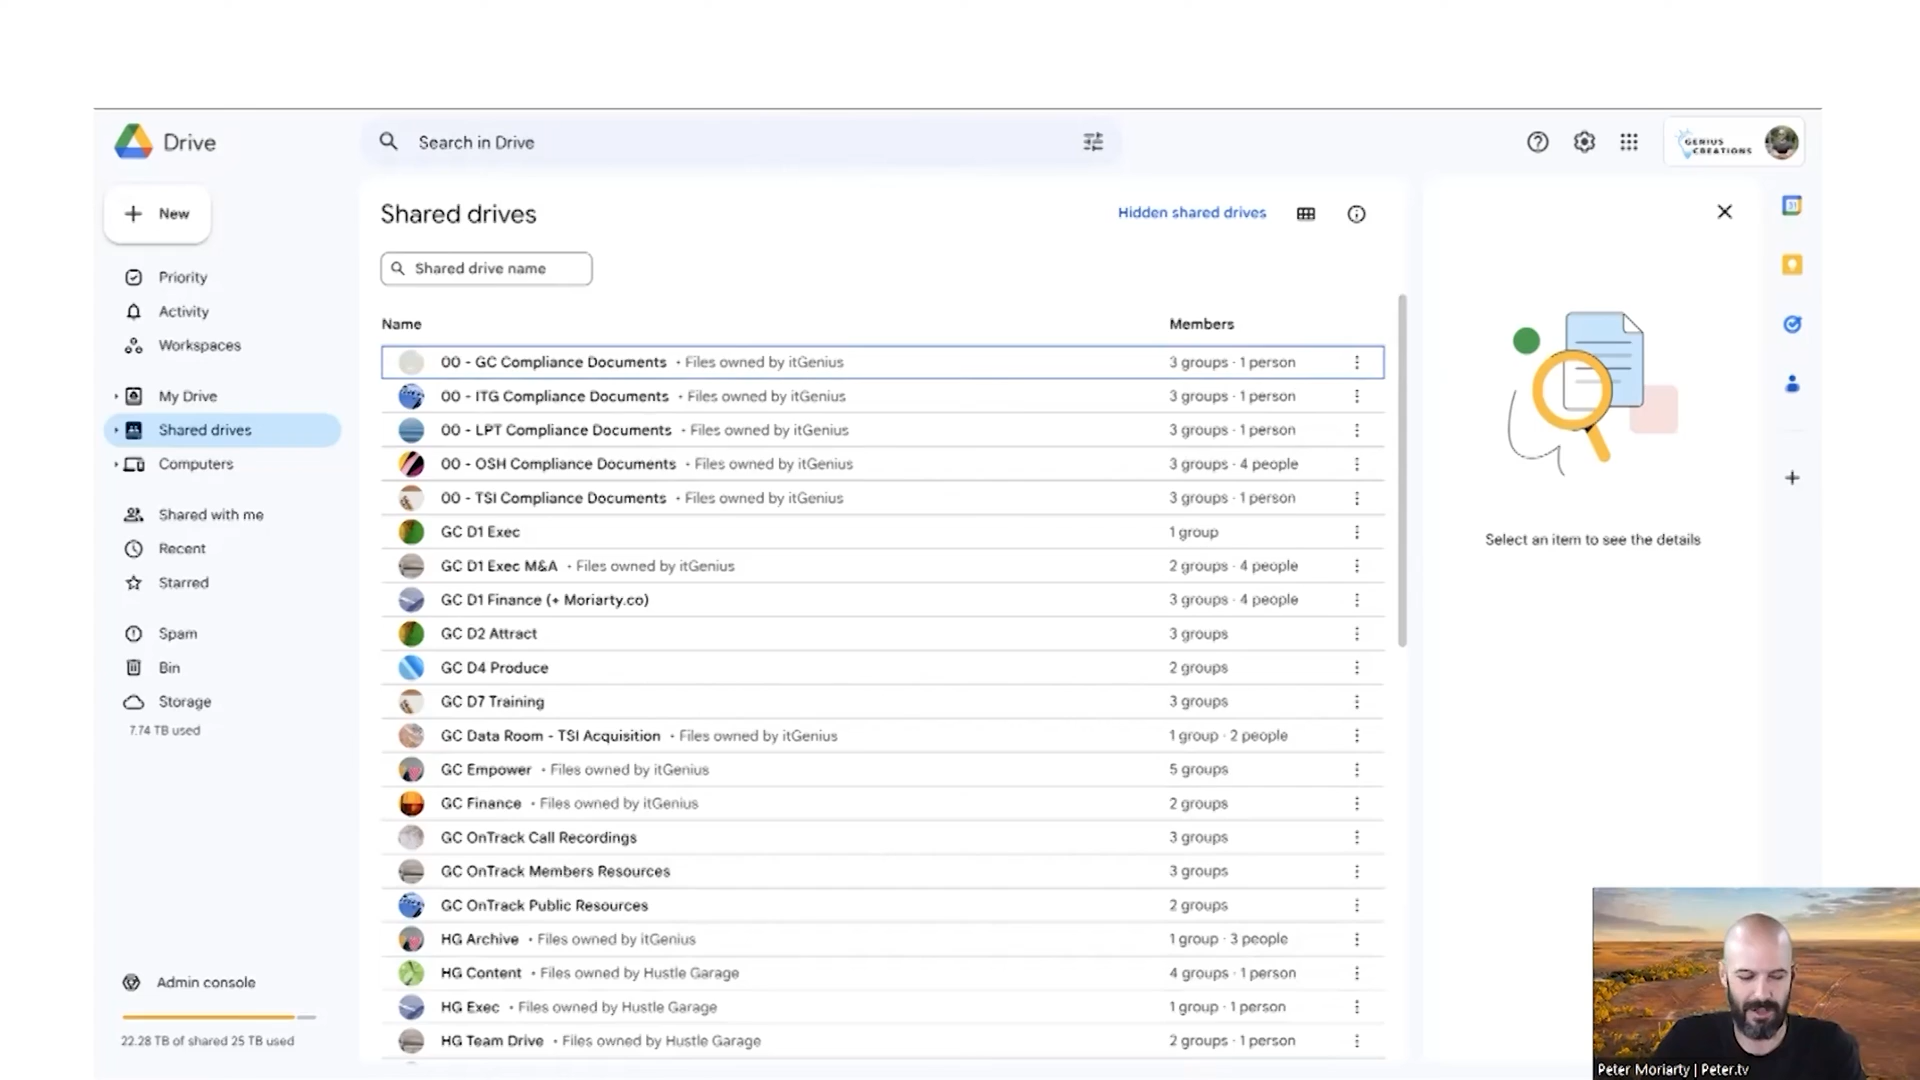 Drive
Search in Drive
GENIUS
CREATIONS
New
Priority
Activity
Workspaces
My Drive
Shared drives
Computers
Shared with me
Recent
Starred
Spam
Bin
Storage
7.74 TB used
Admin console
22.28 TB of shared 25 TB used
Shared drives
Hidden shared drives
Shared drive name
Name Members
00 - GC Compliance Documents • Files owned by itGenius 3 groups · 1 person
00 - ITG Compliance Documents • Files owned by itGenius 3 groups · 1 person
00 - LPT Compliance Documents • Files owned by itGenius 3 groups · 1 person
00 - OSH Compliance Documents • Files owned by itGenius 3 groups · 4 people
00 - TSI Compliance Documents • Files owned by itGenius 3 groups · 1 person
GC D1 Exec 1 group
GC D1 Exec M&A • Files owned by itGenius 2 groups · 4 people
GC D1 Finance (+ Moriarty.co) 3 groups · 4 people
GC D2 Attract 3 groups
GC D4 Produce 2 groups
GC D7 Training 3 groups
GC Data Room - TSI Acquisition • Files owned by itGenius 1 group · 2 people
GC Empower • Files owned by itGenius 5 groups
GC Finance • Files owned by itGenius 2 groups
GC OnTrack Call Recordings 3 groups
GC OnTrack Members Resources 3 groups
GC OnTrack Public Resources 2 groups
HG Archive • Files owned by itGenius 1 group · 3 people
HG Content • Files owned by Hustle Garage 4 groups · 1 person
HG Exec • Files owned by Hustle Garage 1 group · 1 person
HG Team Drive • Files owned by Hustle Garage 2 groups · 1 person
Select an item to see the details
31
Peter Moriarty | Peter.tv